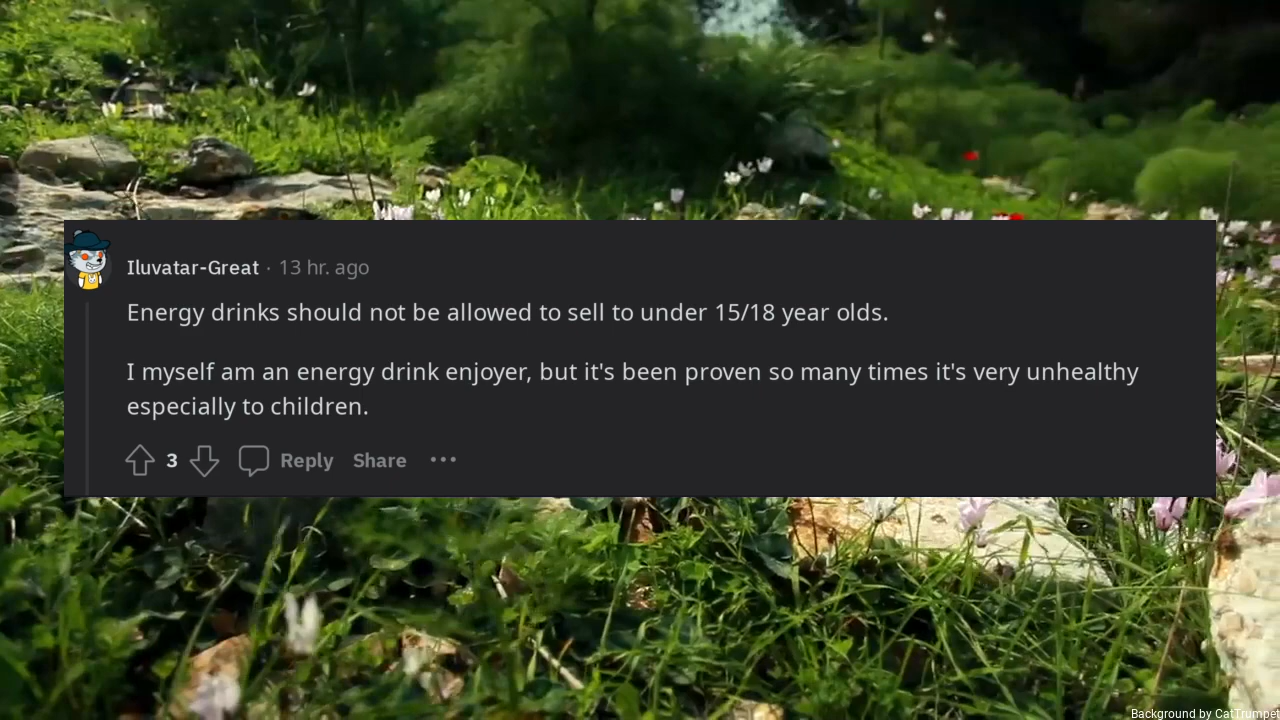 Iluvatar-Great · 13 hr. ago
Energy drinks should not be allowed to sell to under 15/18 year olds.
I myself am an energy drink enjoyer, but it's been proven so many times it's very unhealthy
especially to children.
3 Reply Share ···
Background by CatTrumpet